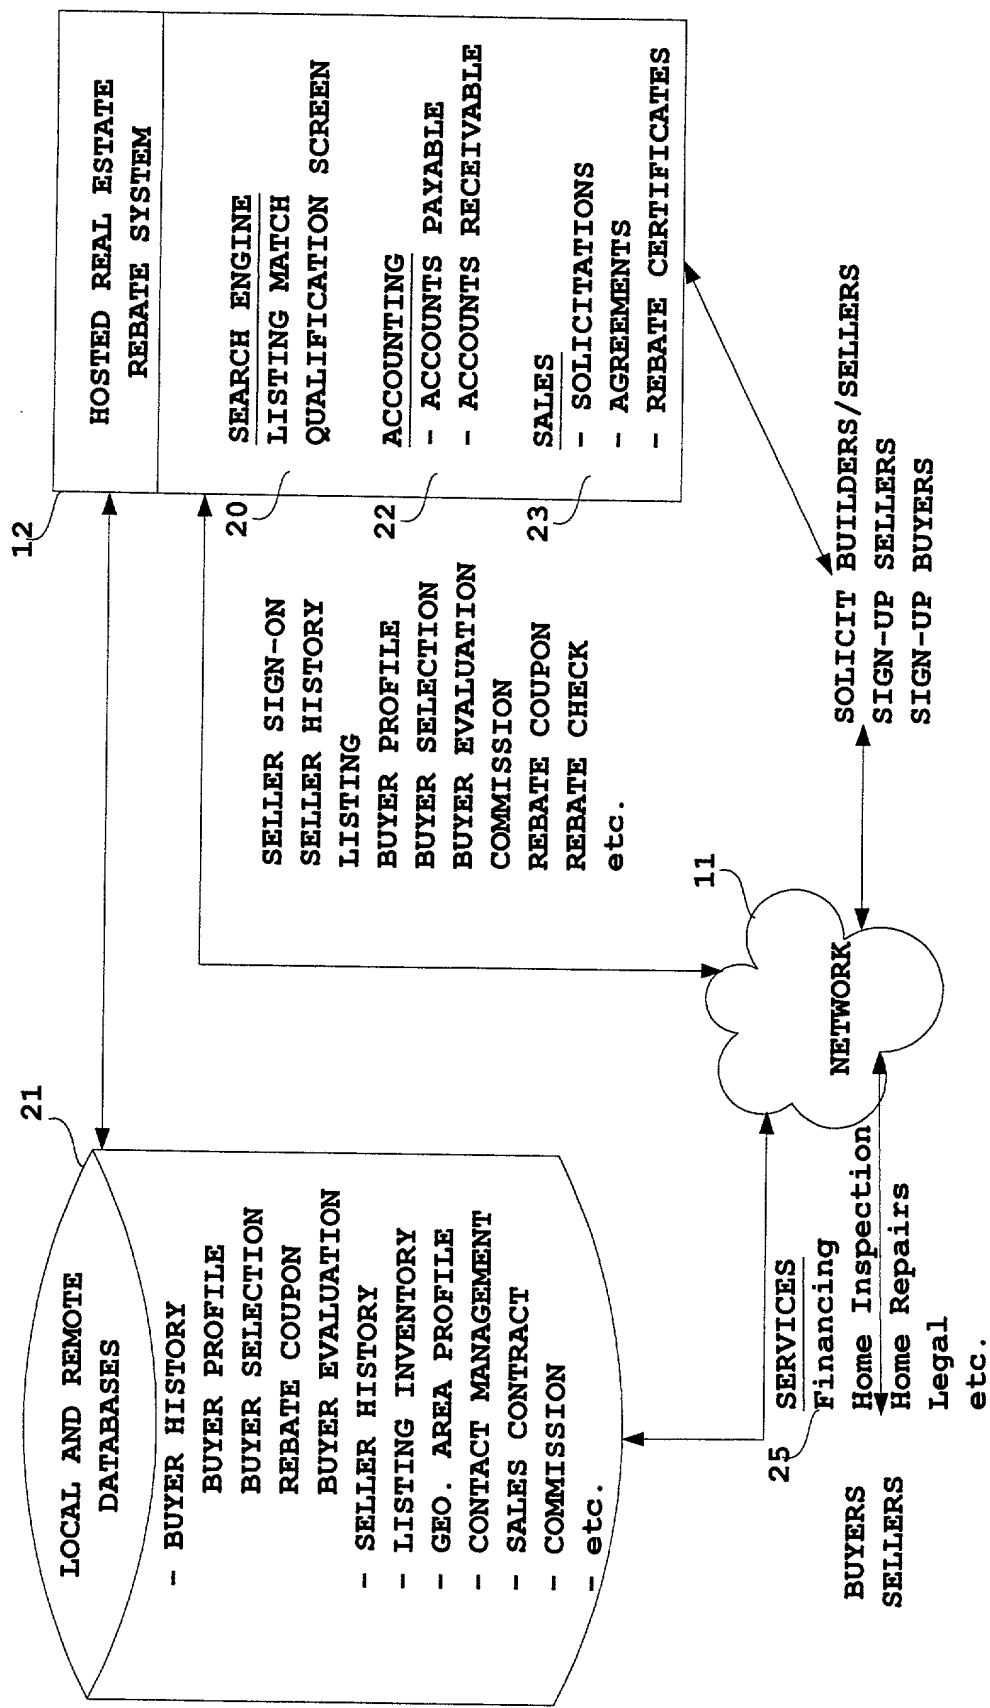 LOCAL AND REMOTE
DATABASES
21
- BUYER HISTORY
BUYER PROFILE
BUYER SELECTION
REBATE COUPON
BUYER EVALUATION
- SELLER HISTORY
- LISTING INVENTORY
- GEO. AREA PROFILE
- CONTACT MANAGEMENT
- SALES CONTRACT
- COMMISSION
- etc.
12
HOSTED REAL ESTATE
REBATE SYSTEM
20
SEARCH ENGINE
LISTING MATCH
QUALIFICATION SCREEN
22
ACCOUNTING
- ACCOUNTS PAYABLE
- ACCOUNTS RECEIVABLE
23
SALES
- SOLICITATIONS
- AGREEMENTS
- REBATE CERTIFICATES
SELLER SIGN-ON
SELLER HISTORY
LISTING
BUYER PROFILE
BUYER SELECTION
BUYER EVALUATION
COMMISSION
REBATE COUPON
REBATE CHECK
etc.
11
NETWORK
25
SERVICES
Financing
Home Inspection
Home Repairs
Legal
etc.
BUYERS
SELLERS
SOLICIT BUILDERS/SELLERS
SIGN-UP SELLERS
SIGN-UP BUYERS